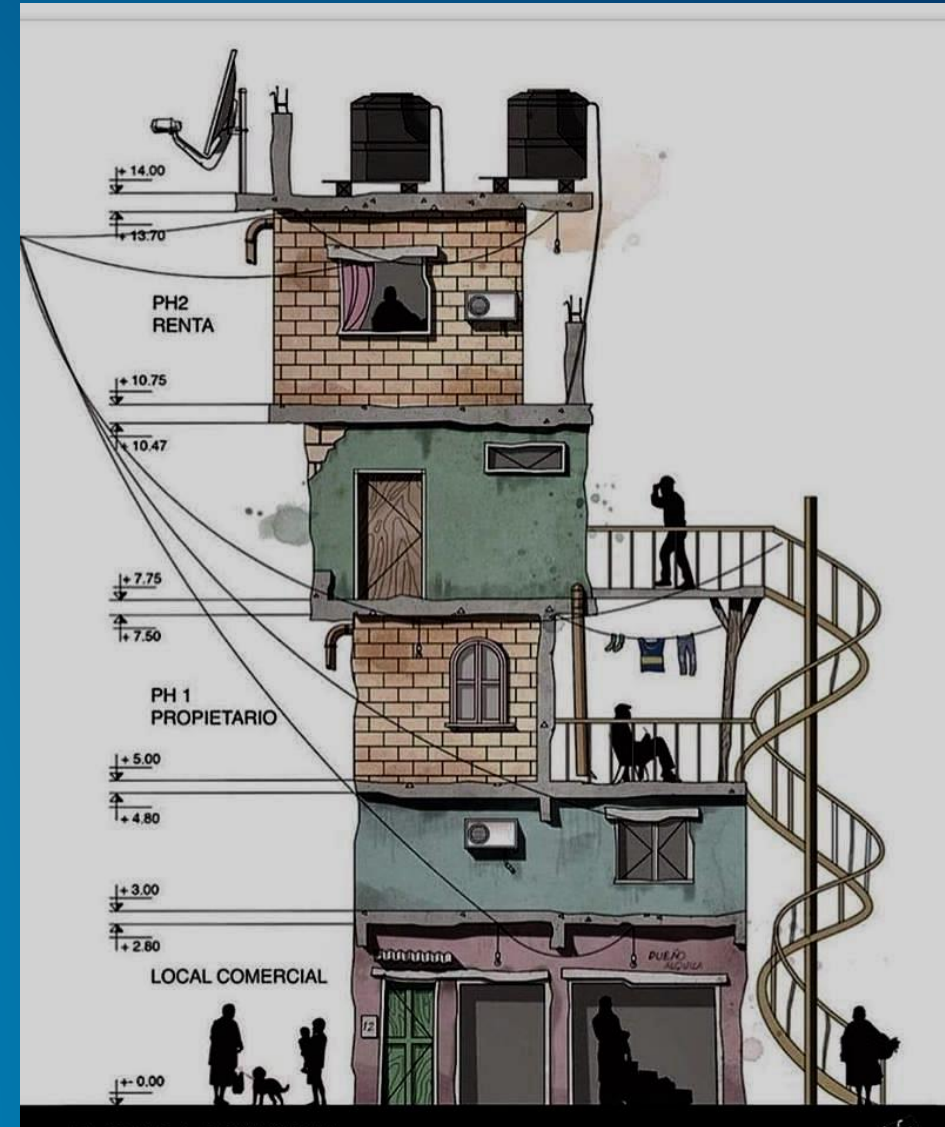 + 14.00
+ 13.70
PH2
RENTA
+ 10.75
+ 10.47
+ 7.75
+ 7.50
PH 1
PROPIETARIO
+ 5.00
+ 4.80
+ 3.00
+ 2.80
DUEÑO
ALQUILA
LOCAL COMERCIAL
12
+- 0.00